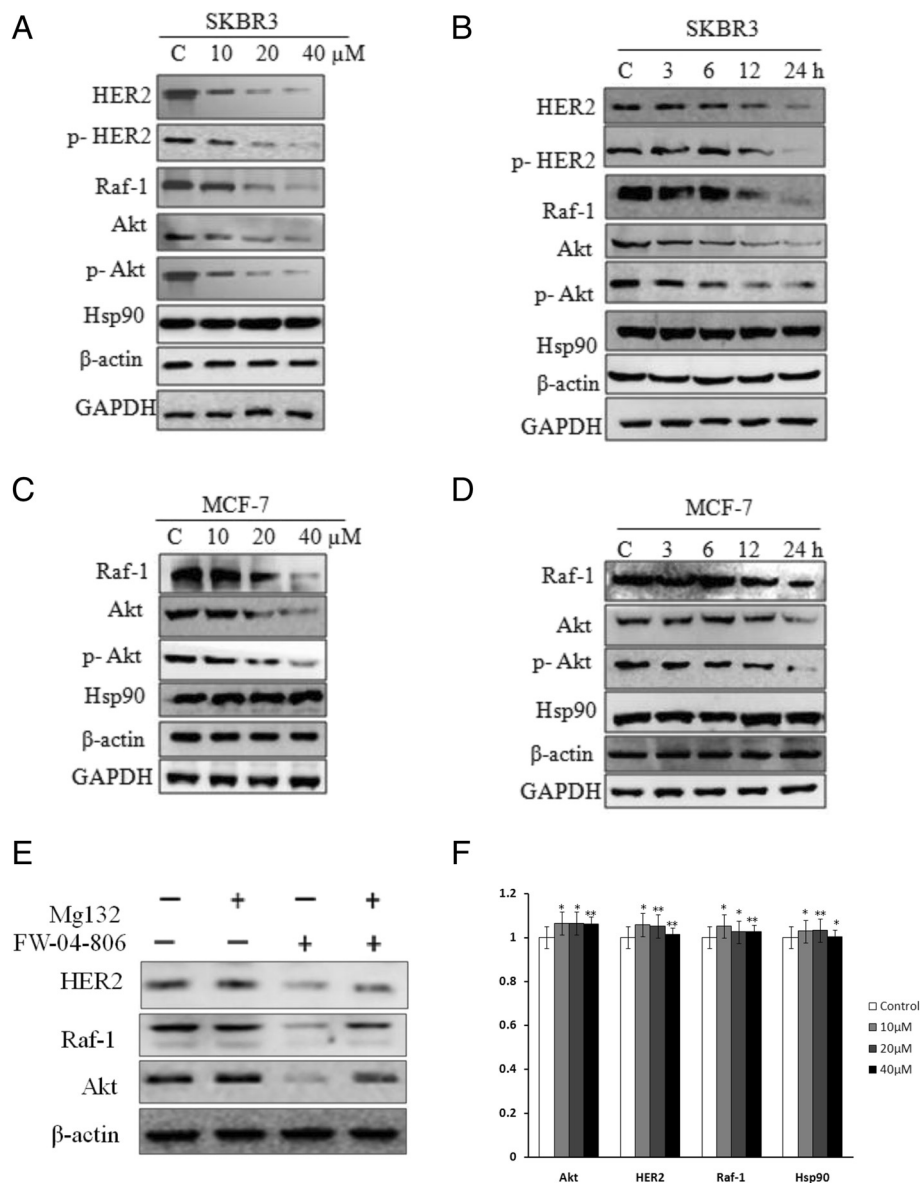 A
SKBR3
C 10 20 40 µM
HER2
p- HER2
Raf-1
Akt
p- Akt
Hsp90
β-actin
GAPDH
B
SKBR3
C 3 6 12 24 h
HER2
p- HER2
Raf-1
Akt
p- Akt
Hsp90
β-actin
GAPDH
C
MCF-7
C 10 20 40 µM
Raf-1
Akt
p- Akt
Hsp90
β-actin
GAPDH
D
MCF-7
C 3 6 12 24 h
Raf-1
Akt
p- Akt
Hsp90
β-actin
GAPDH
E
Mg132 − + − +
FW-04-806 − − + +
HER2
Raf-1
Akt
β-actin
F
1.2
1
0.8
0.6
0.4
0.2
0
* * **
* ** **
* * **
* ** *
Akt HER2 Raf-1 Hsp90
Control
10µM
20µM
40µM